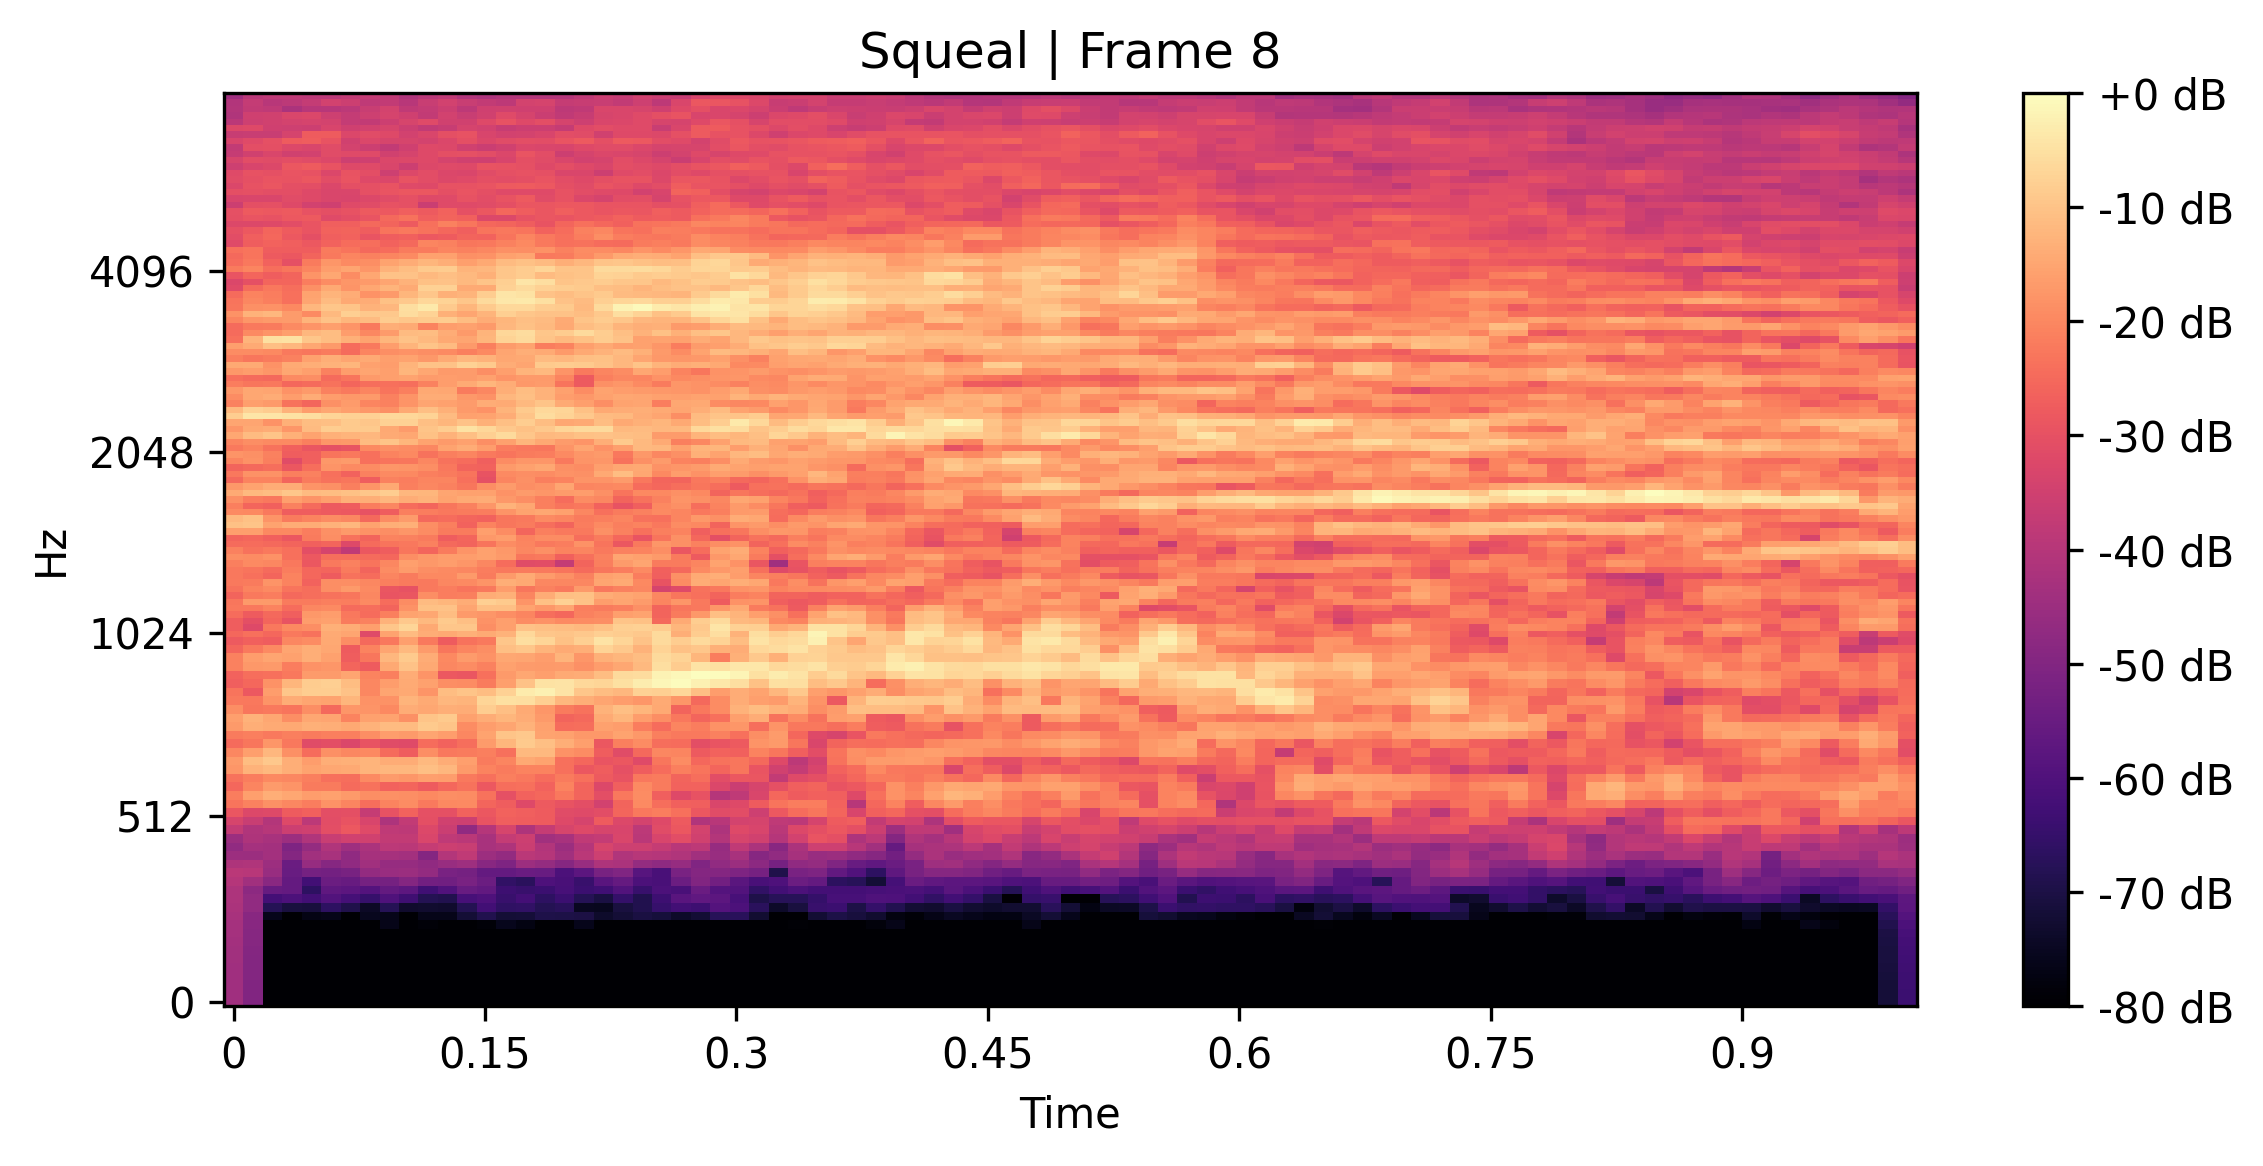 Squeal | Frame 8
+0 dB
-10 dB
-20 dB
-30 dB
-40 dB
-50 dB
-60 dB
-70 dB
-80 dB
Hz
4096
2048
1024
512
0
0 0.15 0.3 0.45 0.6 0.75 0.9
Time